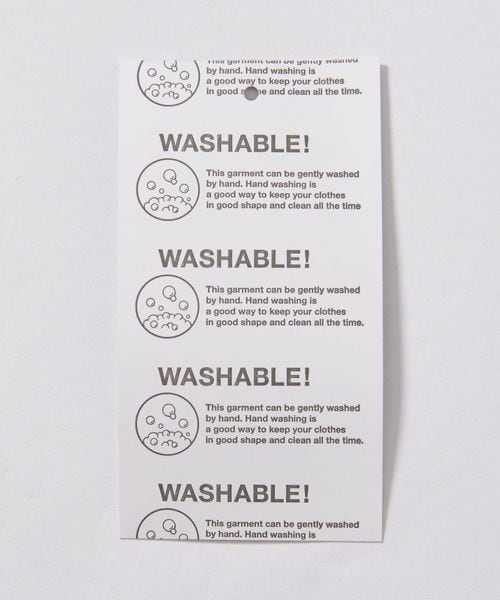 This garment can be gently washed
by hand. Hand washing is
a good way to keep your clothes
in good and clean all the time.
WASHABLE!
This garment can be gently washed
by hand. Hand washing is
a good way to keep your clothes
in good shape and clean all the time
WASHABLE!
This garment can be gently washed
by hand. Hand washing is
a good way to keep your clothes
in good shape and clean all the time.
WASHABLE!
This garment can be gently washed
by hand. Hand washing is
a good way to keep your clothes
in good shape and clean all the time.
WASHABLE!
This garment can be gently washed
by hand. Hand washing is